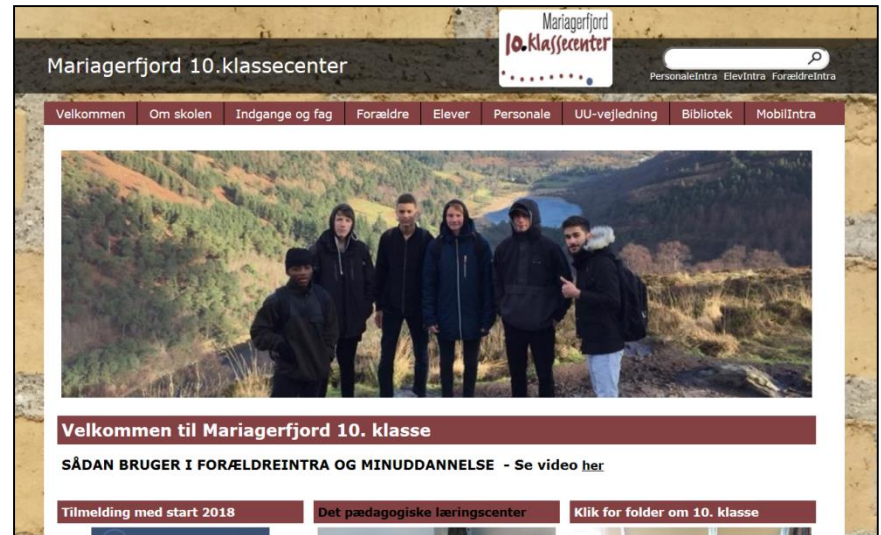 Mariagerfjord
10.klassecenter
Mariagerfjord 10.klassecenter
PersonaleIntra ElevIntra ForældreIntra
Velkommen Om skolen Indgange og fag Forældre Elever Personale UU-vejledning Bibliotek MobilIntra
Velkommen til Mariagerfjord 10. klasse
SÅDAN BRUGER I FORÆLDREINTRA OG MINUDDANNELSE - Se video her
Tilmelding med start 2018 Det pædagogiske læringscenter Klik for folder om 10. klasse